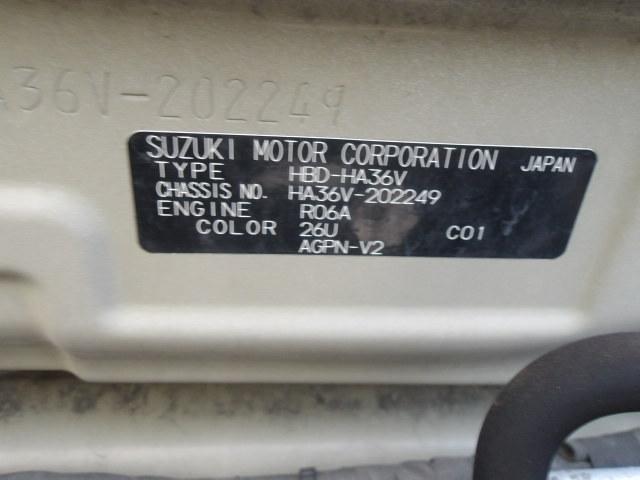 A36V-202249
SUZUKI MOTOR CORPORATION JAPAN
TYPE HBD-HA36V
CHASSIS NO. HA36V-202249
ENGINE R06A
COLOR 26U C01
AGPN-V2